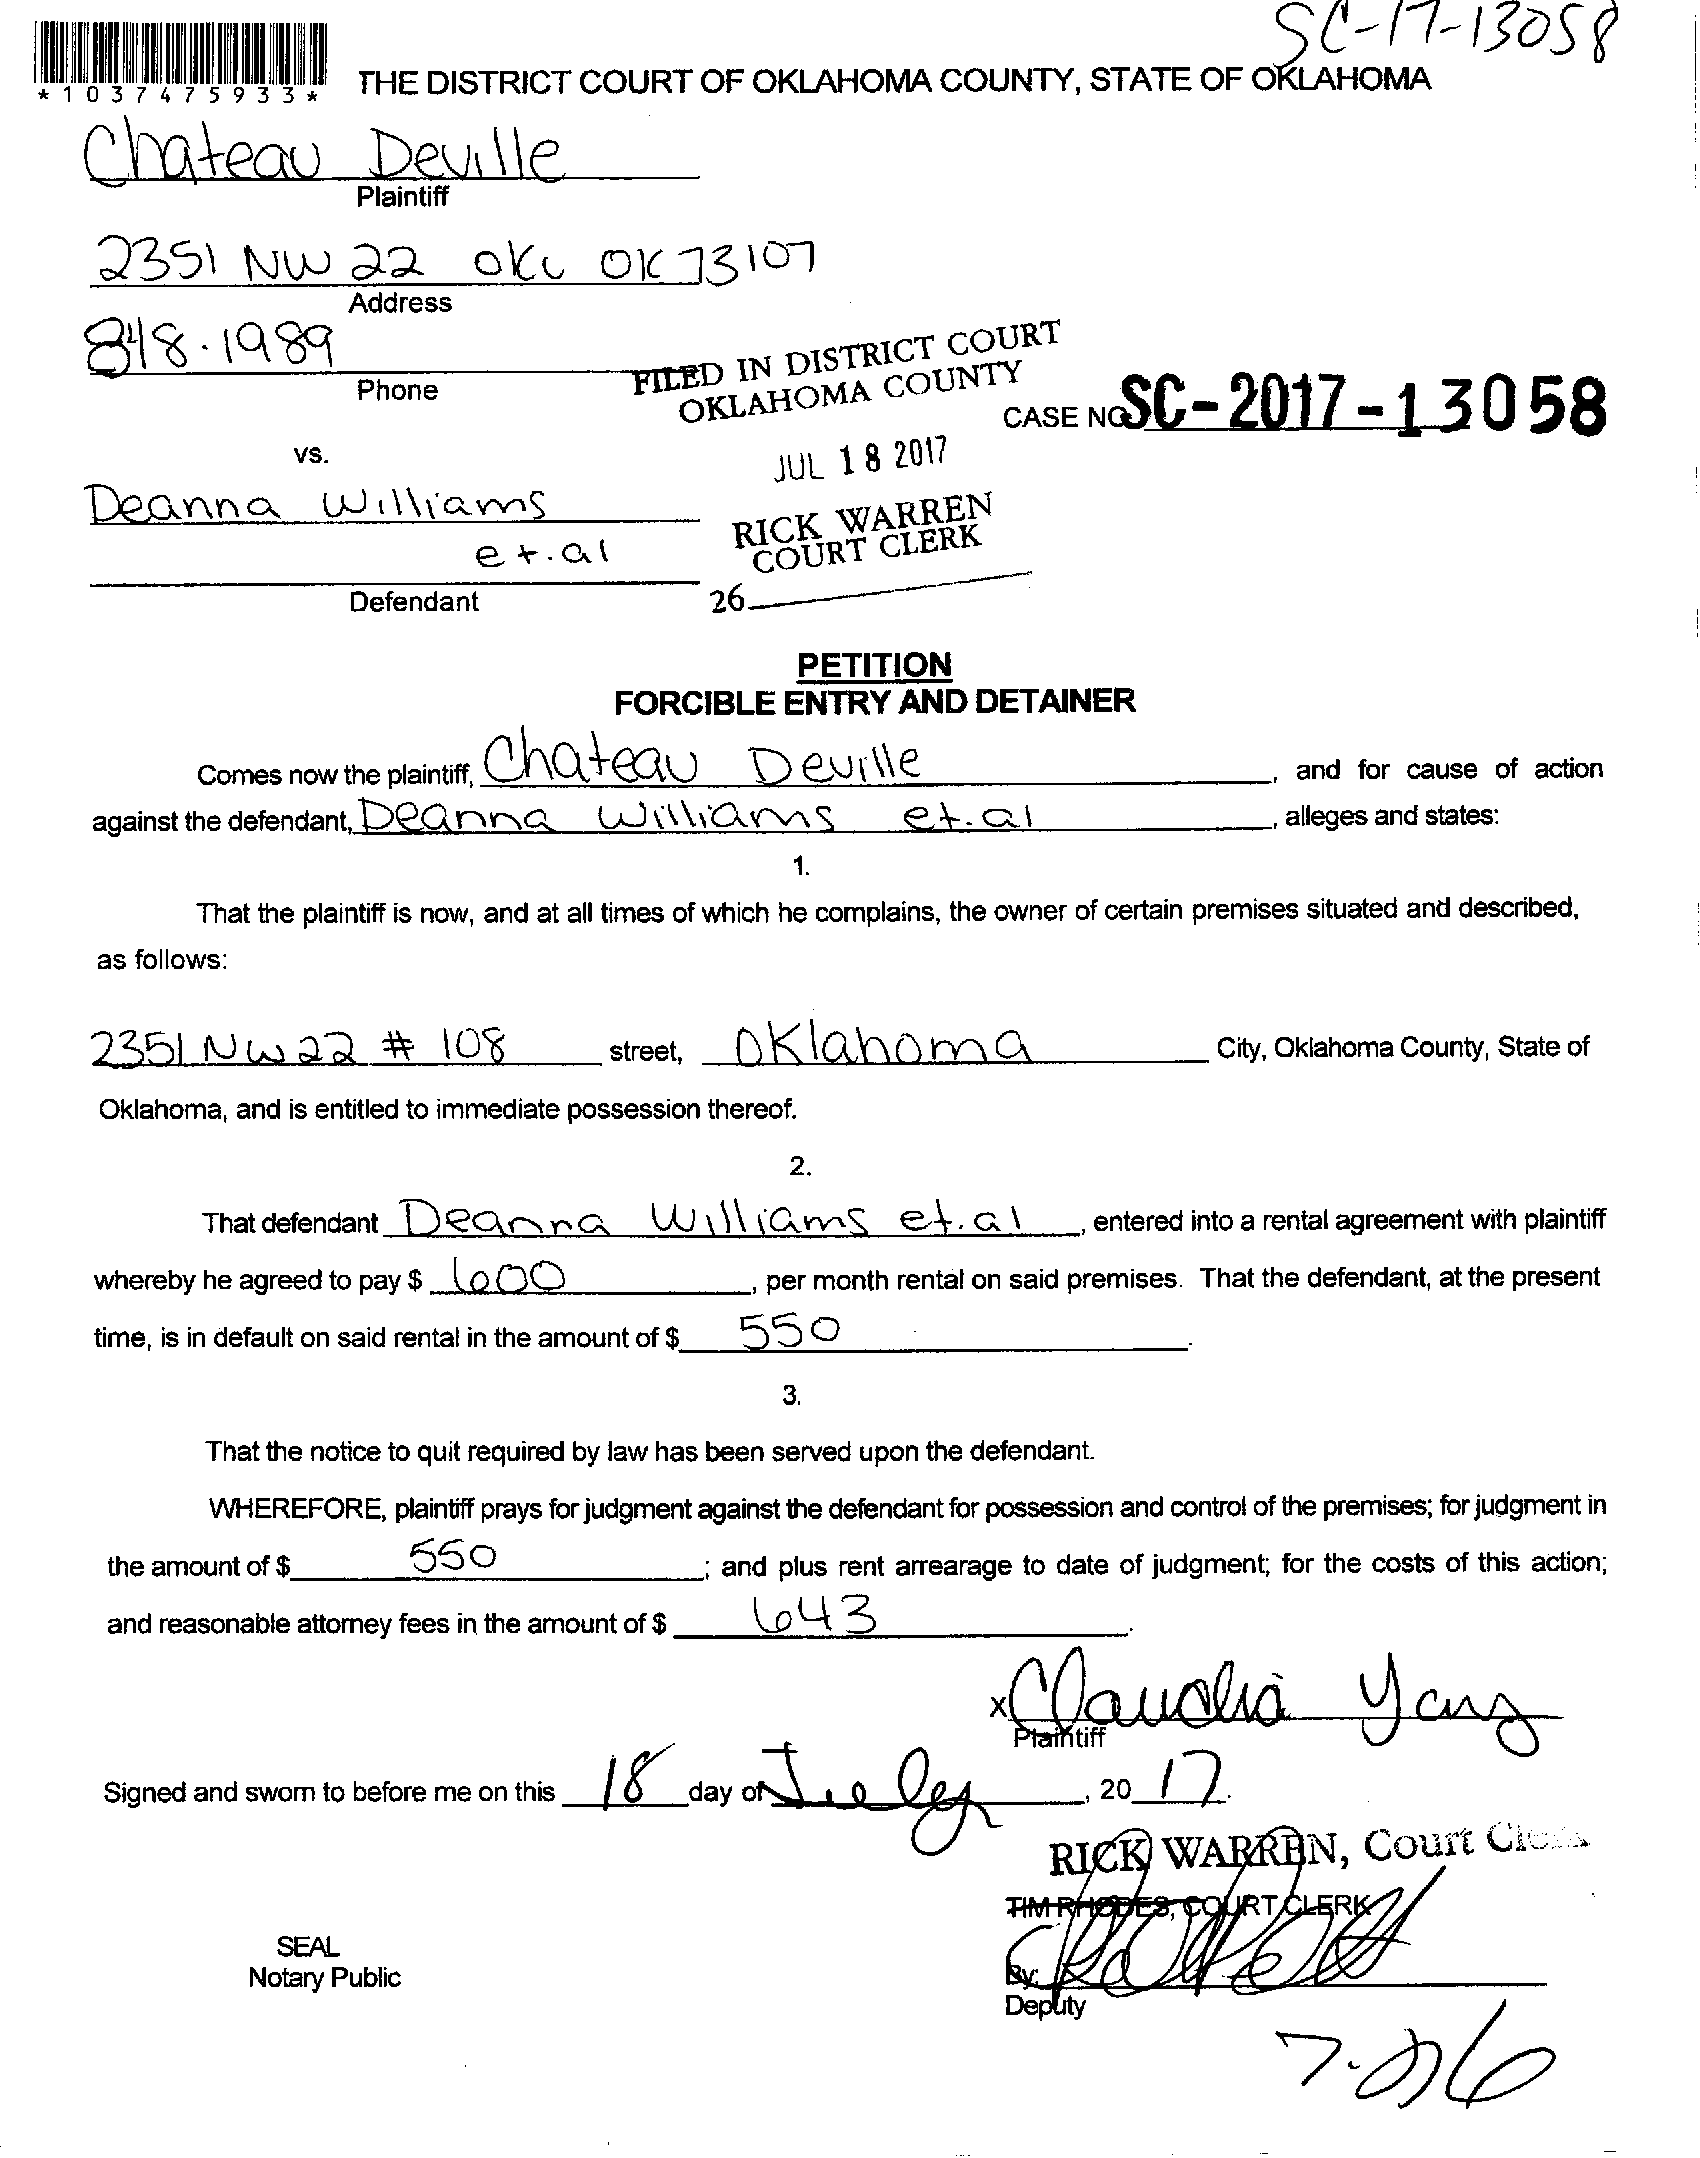 SC-17-13058
*1037475933*
THE DISTRICT COURT OF OKLAHOMA COUNTY, STATE OF OKLAHOMA
Chateau Deville
Plaintiff
2351 NW 22 OKC OK 73107
Address
848.1989
Phone
FILED IN DISTRICT COURT
OKLAHOMA COUNTY
CASE NO. SC-2017-13058
vs.
JUL 18 2017
Deanna Williams
et.al
RICK WARREN
COURT CLERK
Defendant
26
PETITION
FORCIBLE ENTRY AND DETAINER
Comes now the plaintiff, Chateau Deville, and for cause of action
against the defendant, Deanna Williams et.al, alleges and states:
1.
That the plaintiff is now, and at all times of which he complains, the owner of certain premises situated and described,
as follows:
2351 NW 22 # 108 street, Oklahoma City, Oklahoma County, State of
Oklahoma, and is entitled to immediate possession thereof.
2.
That defendant Deanna Williams et.al, entered into a rental agreement with plaintiff
whereby he agreed to pay $ 600, per month rental on said premises. That the defendant, at the present
time, is in default on said rental in the amount of $ 550.
3.
That the notice to quit required by law has been served upon the defendant.
WHEREFORE, plaintiff prays for judgment against the defendant for possession and control of the premises; for judgment in
the amount of $ 550; and plus rent arrearage to date of judgment; for the costs of this action;
and reasonable attorney fees in the amount of $ 643.
x Claudia Yany
Plaintiff
Signed and sworn to before me on this 18 day of July, 20 17.
RICK WARREN, Court Clerk
TIM RHODES, COURT CLERK
SEAL
Notary Public
By:
Deputy
7-26